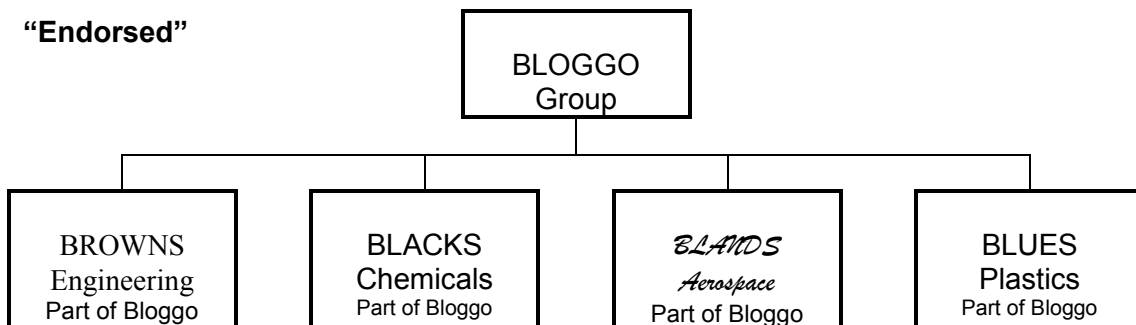 “Endorsed”
BLOGGO
Group
BROWNS
Engineering
Part of Bloggo
BLACKS
Chemicals
Part of Bloggo
BLANDS
Aerospace
Part of Bloggo
BLUES
Plastics
Part of Bloggo